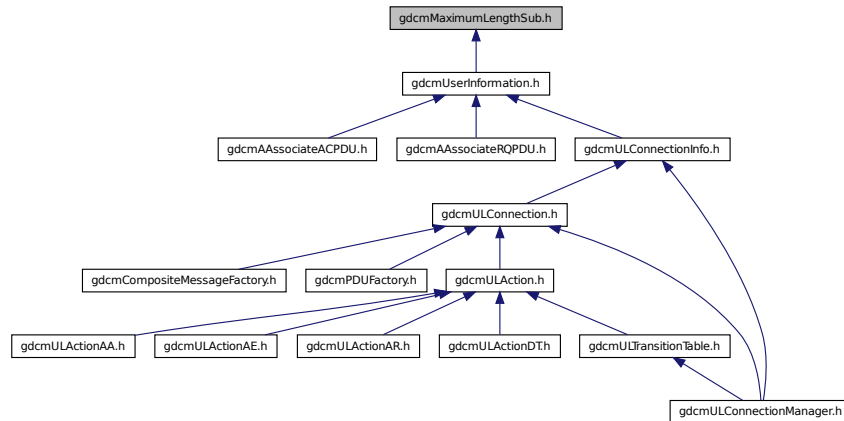 gdcmMaximumLengthSub.h
gdcmUserInformation.h
gdcmAAssociateACPDU.h
gdcmAAssociateRQPDU.h
gdcmULConnectionInfo.h
gdcmULConnection.h
gdcmCompositeMessageFactory.h
gdcmPDUFactory.h
gdcmULAction.h
gdcmULActionAA.h
gdcmULActionAE.h
gdcmULActionAR.h
gdcmULActionDT.h
gdcmULTransitionTable.h
gdcmULConnectionManager.h